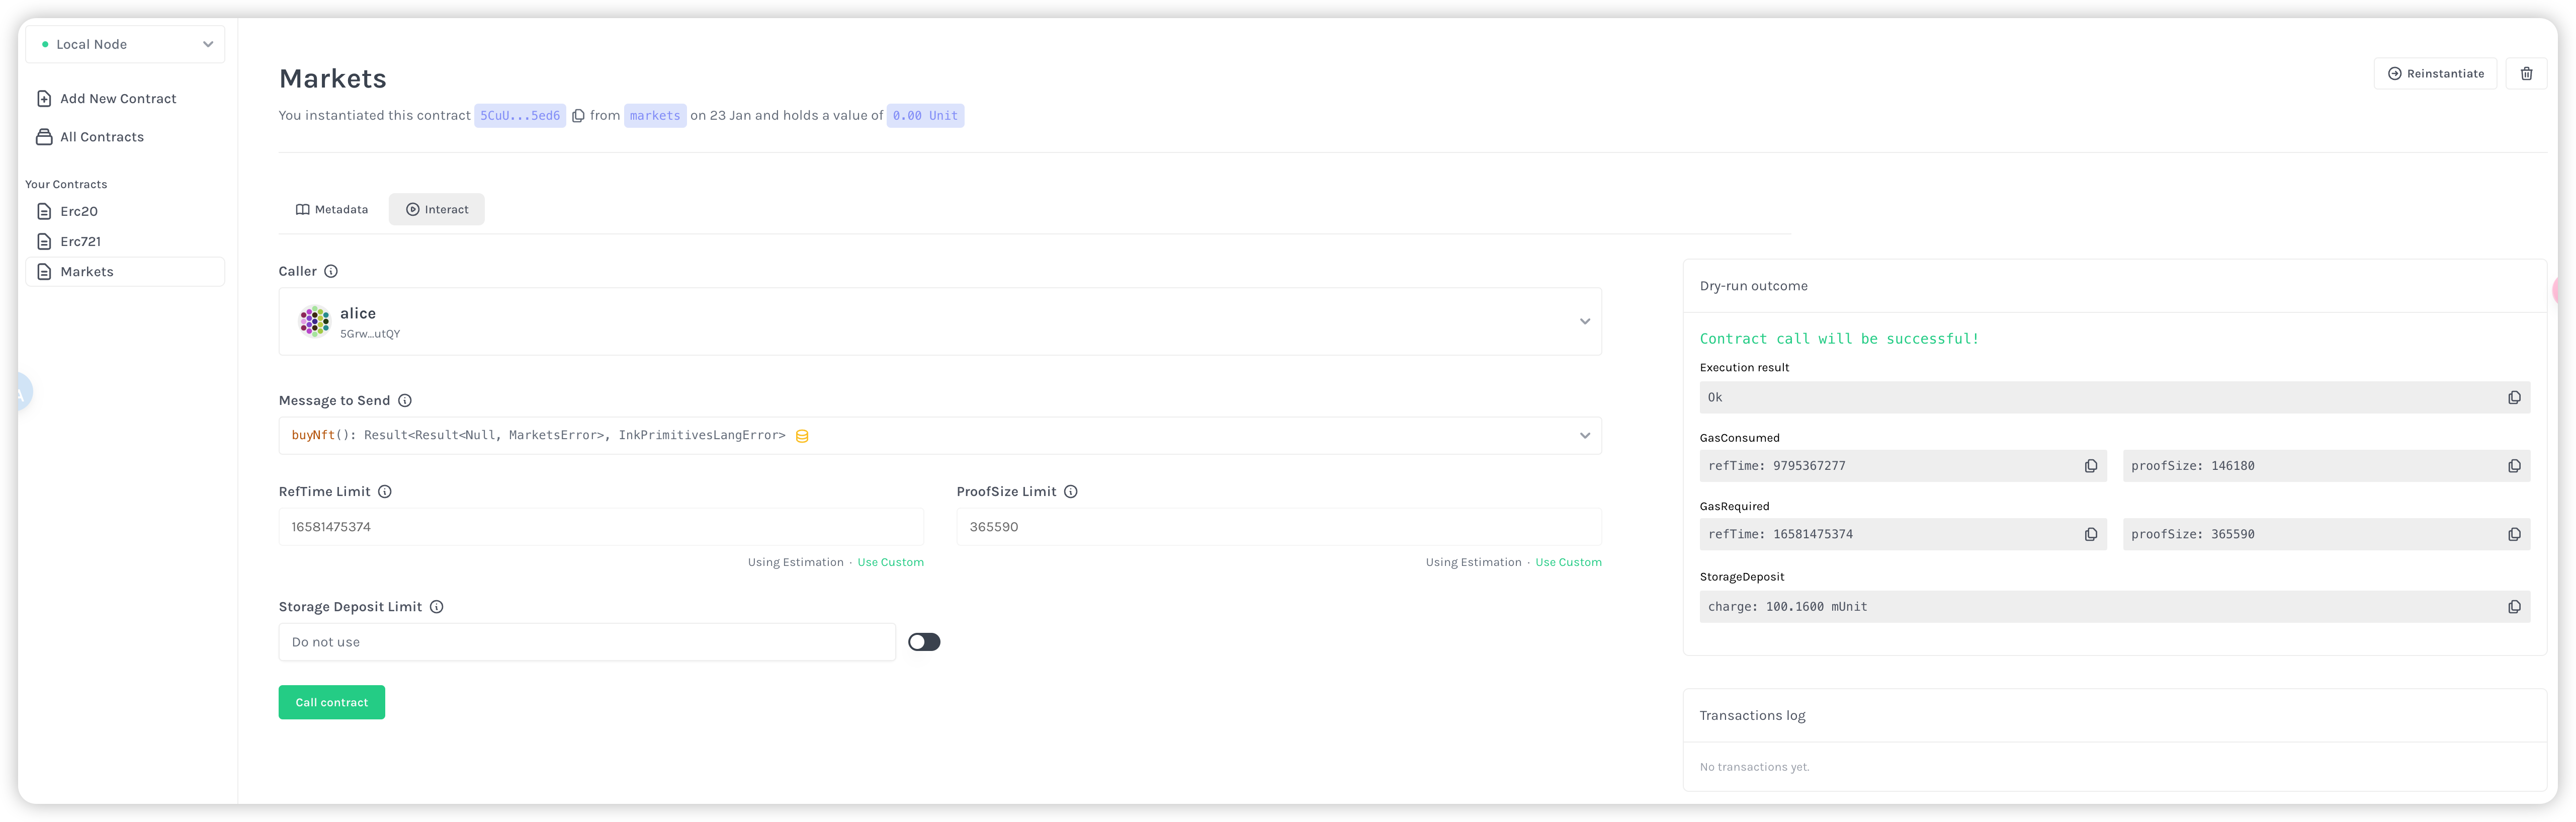 Local Node
Add New Contract
All Contracts
Your Contracts
Erc20
Erc721
Markets
Markets
You instantiated this contract 5CuU...5ed6 from markets on 23 Jan and holds a value of 0.00 Unit
Reinstantiate
Metadata
Interact
Caller
alice
5Grw...utQY
Message to Send
buyNft(): Result<Result<Null, MarketsError>, InkPrimitivesLangError>
RefTime Limit
16581475374
Using Estimation · Use Custom
ProofSize Limit
365590
Using Estimation · Use Custom
Storage Deposit Limit
Do not use
Call contract
Dry-run outcome
Contract call will be successful!
Execution result
Ok
GasConsumed
refTime: 9795367277
proofSize: 146180
GasRequired
refTime: 16581475374
proofSize: 365590
StorageDeposit
charge: 100.1600 mUnit
Transactions log
No transactions yet.